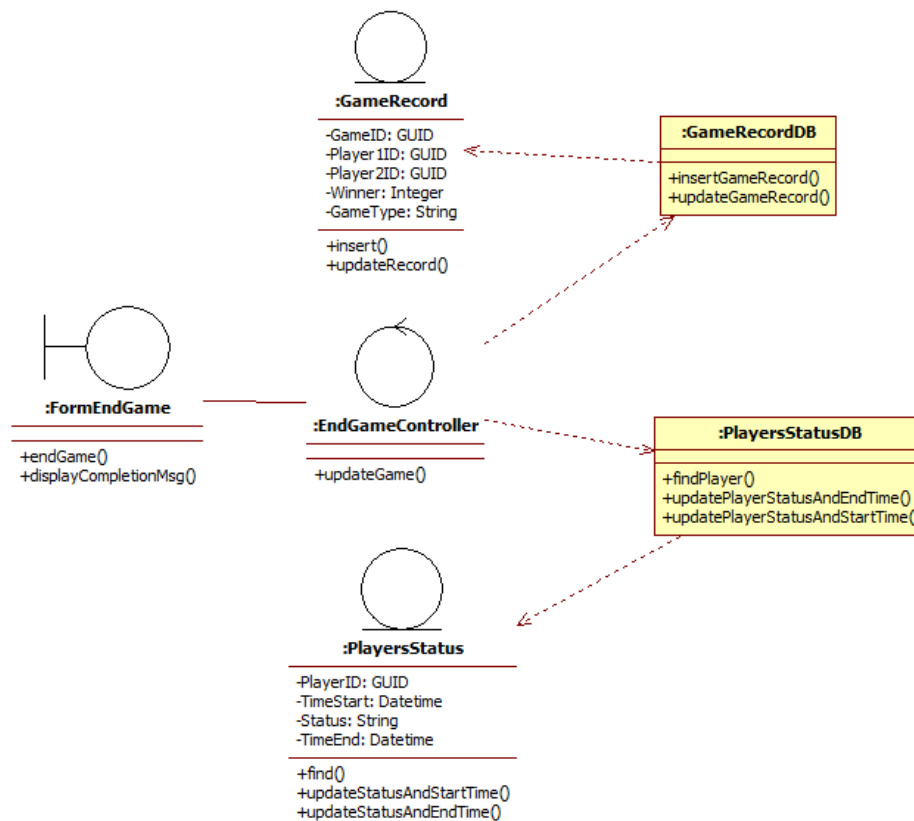 :GameRecord
-GameID: GUID
-Player1ID: GUID
-Player2ID: GUID
-Winner: Integer
-GameType: String
+insert()
+updateRecord()
:GameRecordDB
+insertGameRecord()
+updateGameRecord()
:FormEndGame
+endGame()
+displayCompletionMsg()
:EndGameController
+updateGame()
:PlayersStatusDB
+findPlayer()
+updatePlayerStatusAndEndTime()
+updatePlayerStatusAndStartTime()
:PlayersStatus
-PlayerID: GUID
-TimeStart: Datetime
-Status: String
-TimeEnd: Datetime
+find()
+updateStatusAndStartTime()
+updateStatusAndEndTime()